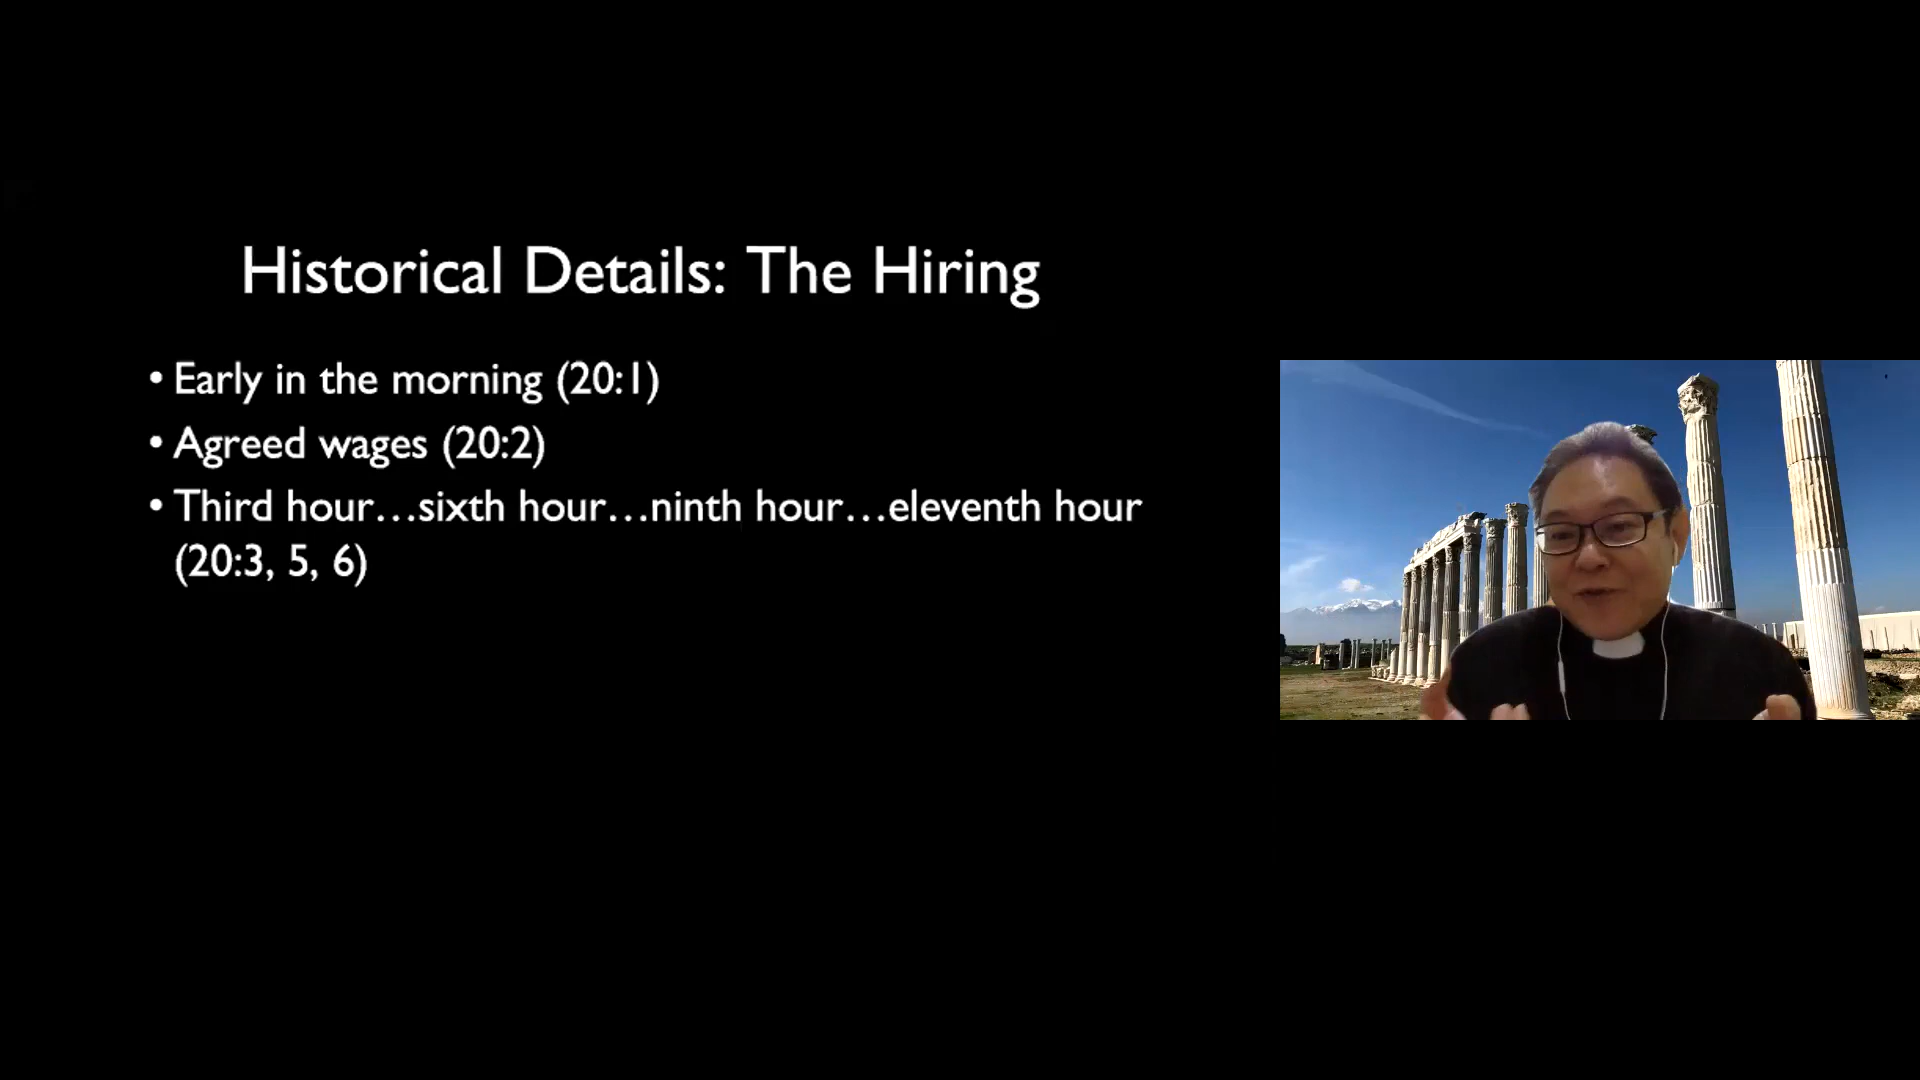 Historical Details: The Hiring
• Early in the morning (20:1)
• Agreed wages (20:2)
• Third hour…sixth hour…ninth hour…eleventh hour
(20:3, 5, 6)